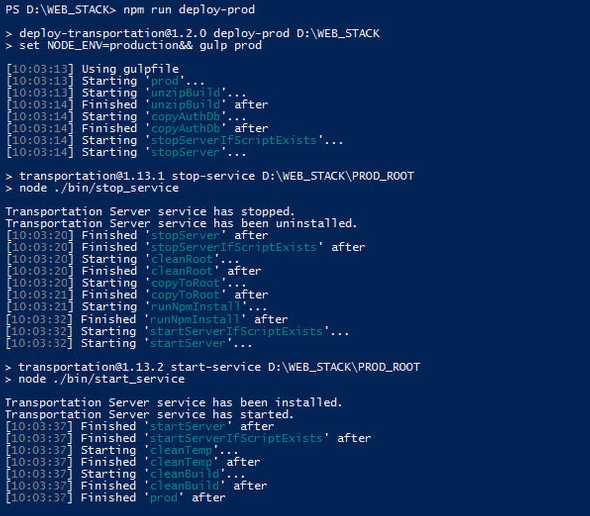 PS D:\WEB_STACK> npm run deploy-prod
> deploy-transportation@1.2.0 deploy-prod D:\WEB_STACK
> set NODE_ENV=production&& gulp prod
[10:03:13] Using gulpfile
[10:03:13] Starting 'prod'...
[10:03:13] Starting 'unzipBuild'...
[10:03:14] Finished 'unzipBuild' after
[10:03:14] Starting 'copyAuthDb'...
[10:03:14] Finished 'copyAuthDb' after
[10:03:14] Starting 'stopServerIfScriptExists'...
[10:03:14] Starting 'stopServer'...
> transportation@1.13.1 stop-service D:\WEB_STACK\PROD_ROOT
> node ./bin/stop_service
Transportation Server service has stopped.
Transportation Server service has been uninstalled.
[10:03:20] Finished 'stopServer' after
[10:03:20] Finished 'stopServerIfScriptExists' after
[10:03:20] Starting 'cleanRoot'...
[10:03:20] Finished 'cleanRoot' after
[10:03:20] Starting 'copyToRoot'...
[10:03:21] Finished 'copyToRoot' after
[10:03:21] Starting 'runNpmInstall'...
[10:03:32] Finished 'runNpmInstall' after
[10:03:32] Starting 'startServerIfScriptExists'...
[10:03:32] Starting 'startServer'...
> transportation@1.13.2 start-service D:\WEB_STACK\PROD_ROOT
> node ./bin/start_service
Transportation Server service has been installed.
Transportation Server service has started.
[10:03:37] Finished 'startServer' after
[10:03:37] Finished 'startServerIfScriptExists' after
[10:03:37] Starting 'cleanTemp'...
[10:03:37] Finished 'cleanTemp' after
[10:03:37] Starting 'cleanBuild'...
[10:03:37] Finished 'cleanBuild' after
[10:03:37] Finished 'prod' after